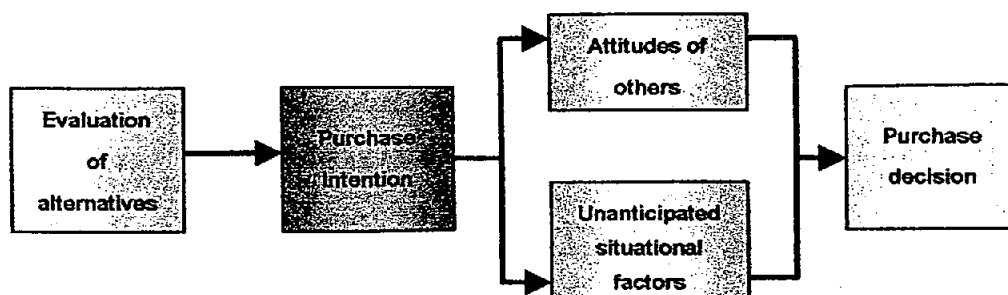 Evaluation
of
alternatives
Purchase
intention
Attitudes of
others
Unanticipated
situational
factors
Purchase
decision